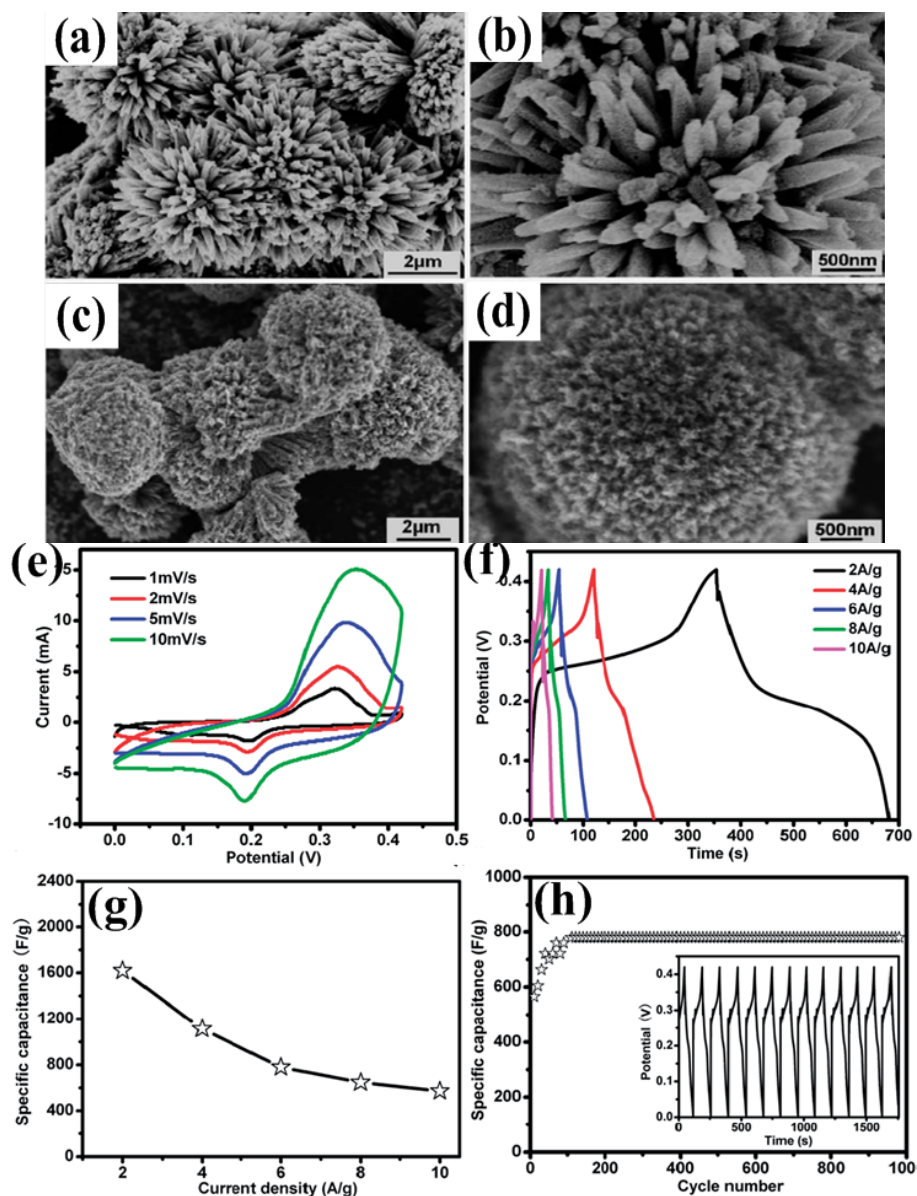 (a)
2μm
(b)
500nm
(c)
2μm
(d)
500nm
(e)
1mV/s
2mV/s
5mV/s
10mV/s
Current (mA)
15
10
5
0
-5
-10
0.0 0.1 0.2 0.3 0.4 0.5
Potential (V)
(f)
2A/g
4A/g
6A/g
8A/g
10A/g
Potential (V)
0.4
0.3
0.2
0.1
0.0
0 100 200 300 400 500 600 700
Time (s)
(g)
Specific capacitance (F/g)
2400
2000
1600
1200
800
400
0
2 4 6 8 10
Current density (A/g)
(h)
Specific capacitance (F/g)
1000
800
600
400
200
0
0 200 400 600 800 100
Cycle number
Potential (V)
0.4
0.3
0.2
0.1
0.0
0 500 1000 1500
Time (s)